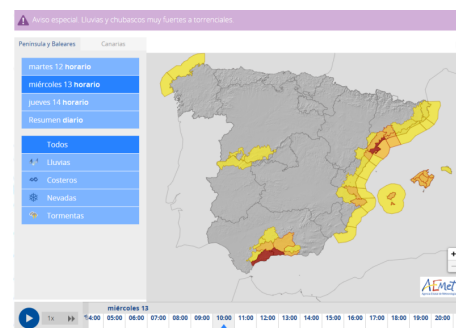 Aviso especial. Lluvias y chubascos muy fuertes a torrenciales.
Península y Baleares
Canarias
martes 12 horario
miércoles 13 horario
jueves 14 horario
Resumen diario
Todos
Lluvias
Costeros
Nevadas
Tormentas
+
AEmet
miércoles 13
1x
4:00 05:00 06:00 07:00 08:00 09:00 10:00 11:00 12:00 13:00 14:00 15:00 16:00 17:00 18:00 19:00 20:00